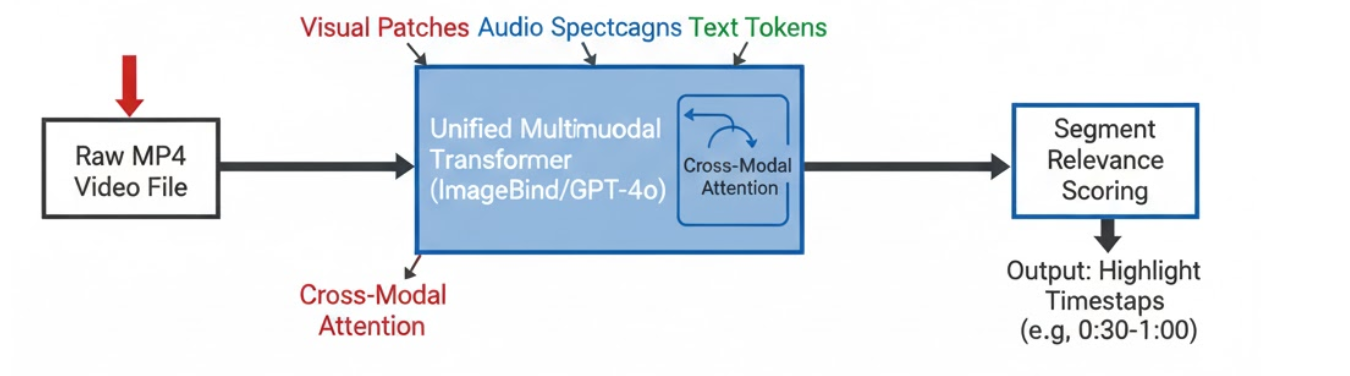 Visual Patches Audio Spectcagns Text Tokens
Raw MP4
Video File
Unified Multimuodal
Transformer
(ImageBind/GPT-4o)
Cross-Modal
Attention
Segment
Relevance
Scoring
Cross-Modal
Attention
Output: Highlight
Timestaps
(e.g, 0:30-1:00)